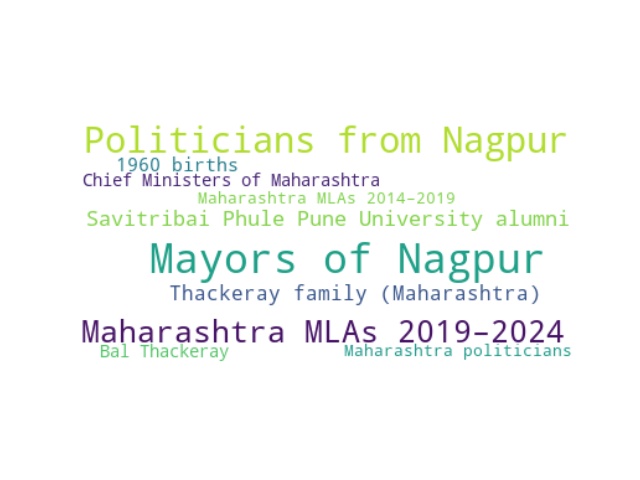 Politicians from Nagpur
1960 births
Chief Ministers of Maharashtra
Maharashtra MLAs 2014–2019
Savitribai Phule Pune University alumni
Mayors of Nagpur
Thackeray family (Maharashtra)
Maharashtra MLAs 2019–2024
Bal Thackeray
Maharashtra politicians